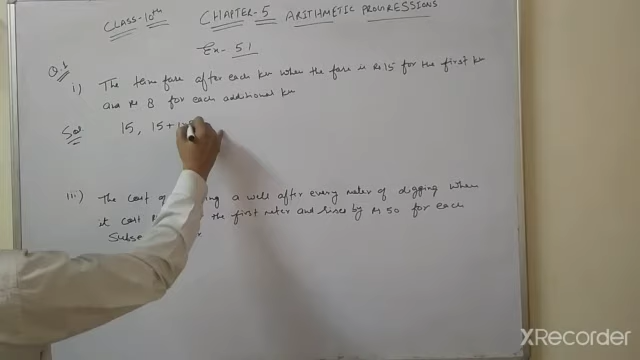 CLASS-10th CHAPTER-5 ARITHMETIC PROGRESSIONS
Ex- 5.1
Q.1
i) The fare after each km when the fare is Rs 15 for the first km
and Rs 8 for each additional km
Sol. 15, 15+
iii) The cost of a well after every meter of digging when
it cost the first meter and rises by Rs 50 for each
XRecorder